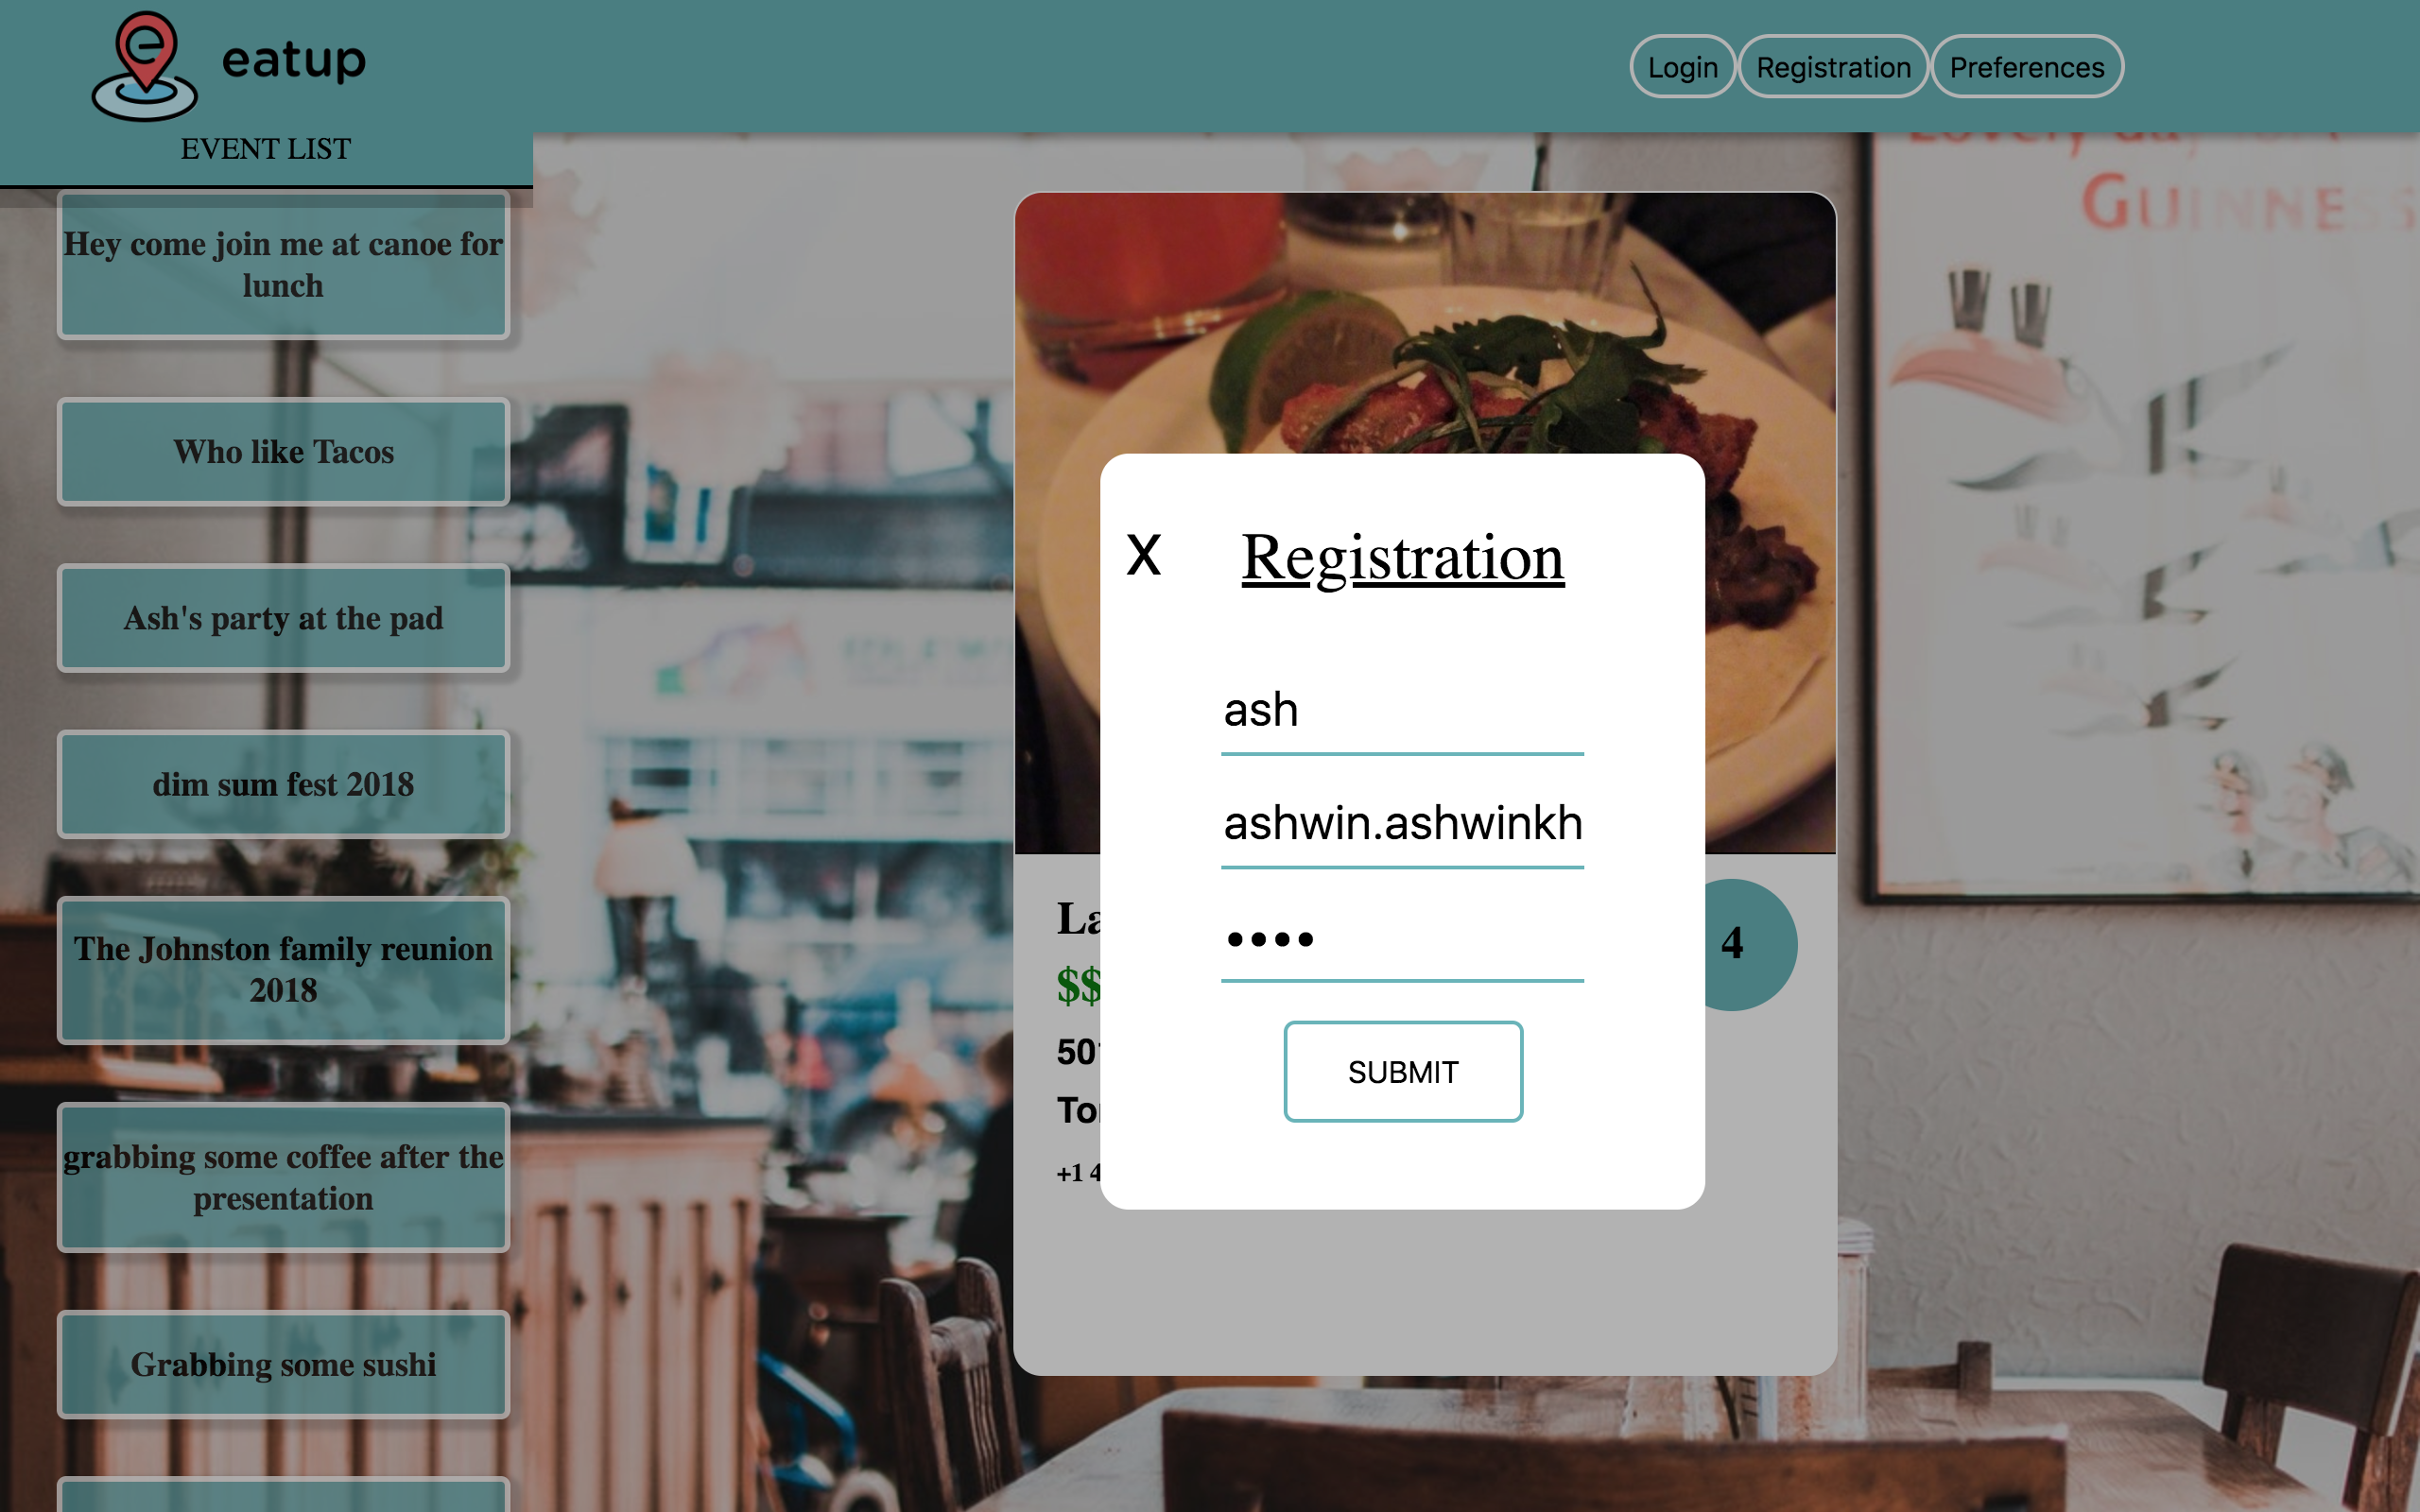 eatup
Login
Registration
Preferences
EVENT LIST
Hey come join me at canoe for
lunch
Who like Tacos
Ash's party at the pad
dim sum fest 2018
The Johnston family reunion
2018
grabbing some coffee after the
presentation
Grabbing some sushi
GUINNESS
X
Registration
ash
ashwin.ashwinkh
SUBMIT
La
$$
4
50
To
+1 4